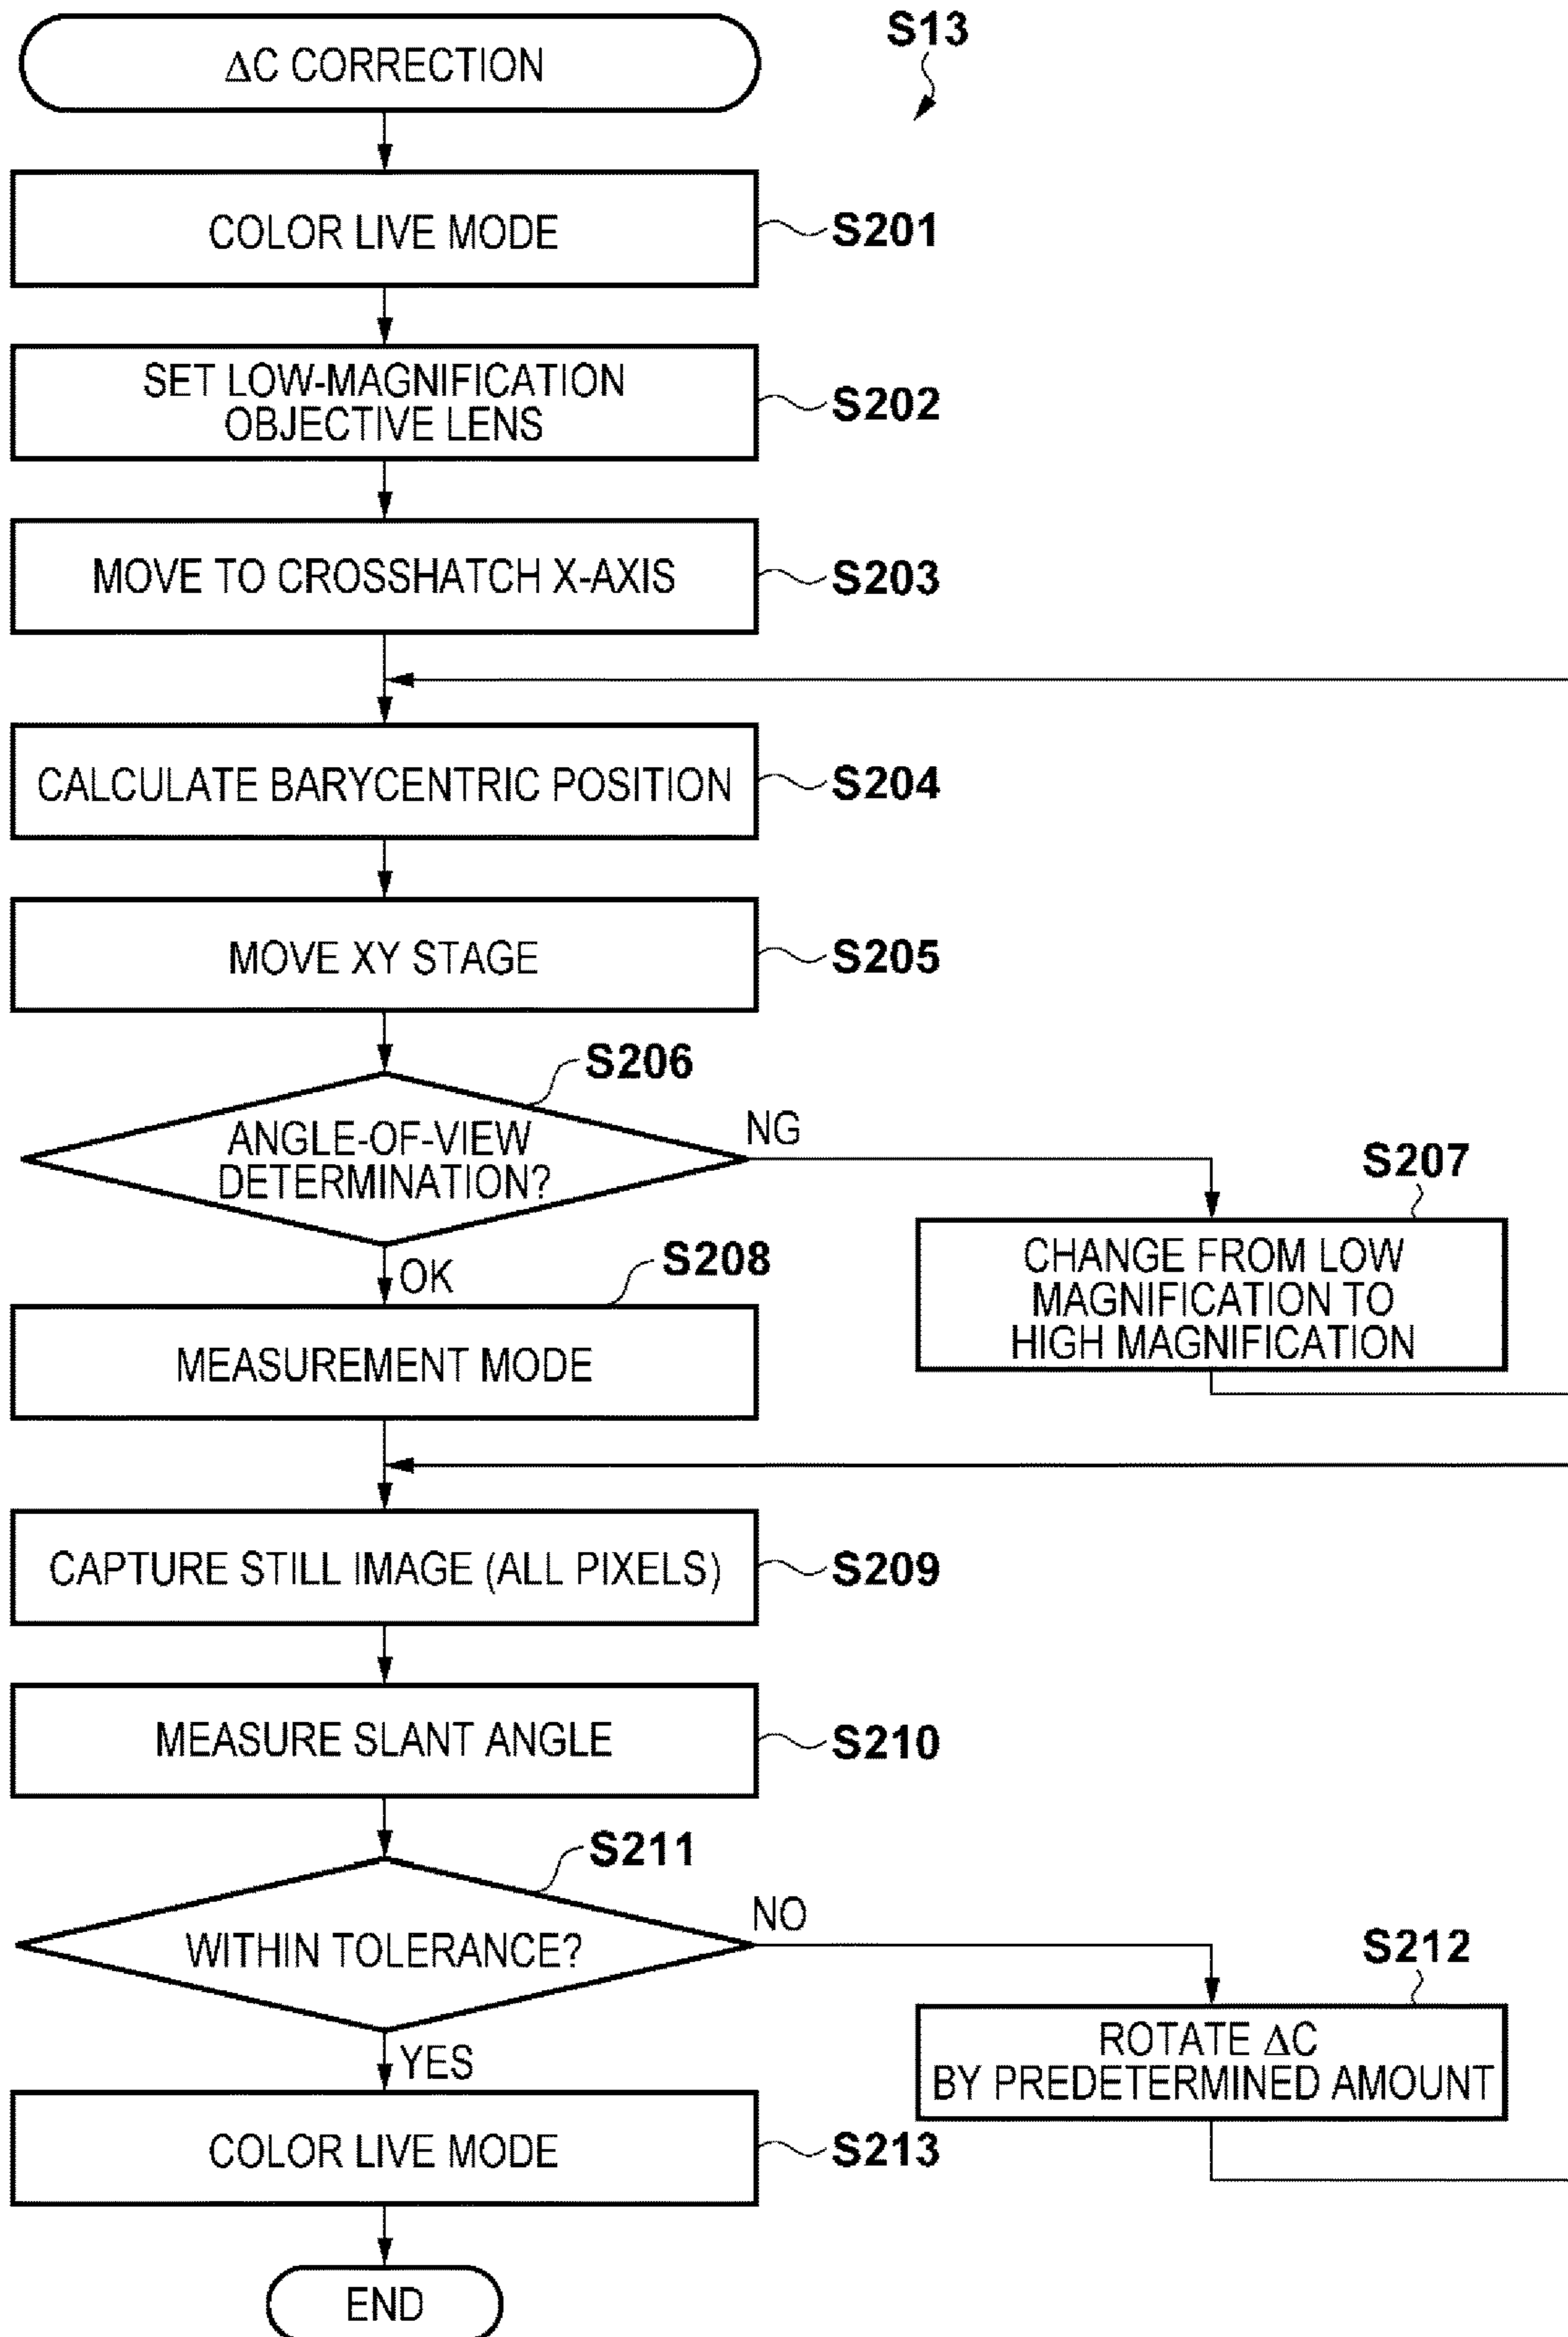 S13
ΔC CORRECTION
COLOR LIVE MODE
S201
SET LOW-MAGNIFICATION
OBJECTIVE LENS
S202
MOVE TO CROSSHATCH X-AXIS
S203
CALCULATE BARYCENTRIC POSITION
S204
MOVE XY STAGE
S205
S206
ANGLE-OF-VIEW
DETERMINATION?
NG
S207
CHANGE FROM LOW
MAGNIFICATION TO
HIGH MAGNIFICATION
OK
S208
MEASUREMENT MODE
CAPTURE STILL IMAGE (ALL PIXELS)
S209
MEASURE SLANT ANGLE
S210
S211
WITHIN TOLERANCE?
NO
S212
ROTATE ΔC
BY PREDETERMINED AMOUNT
YES
COLOR LIVE MODE
S213
END